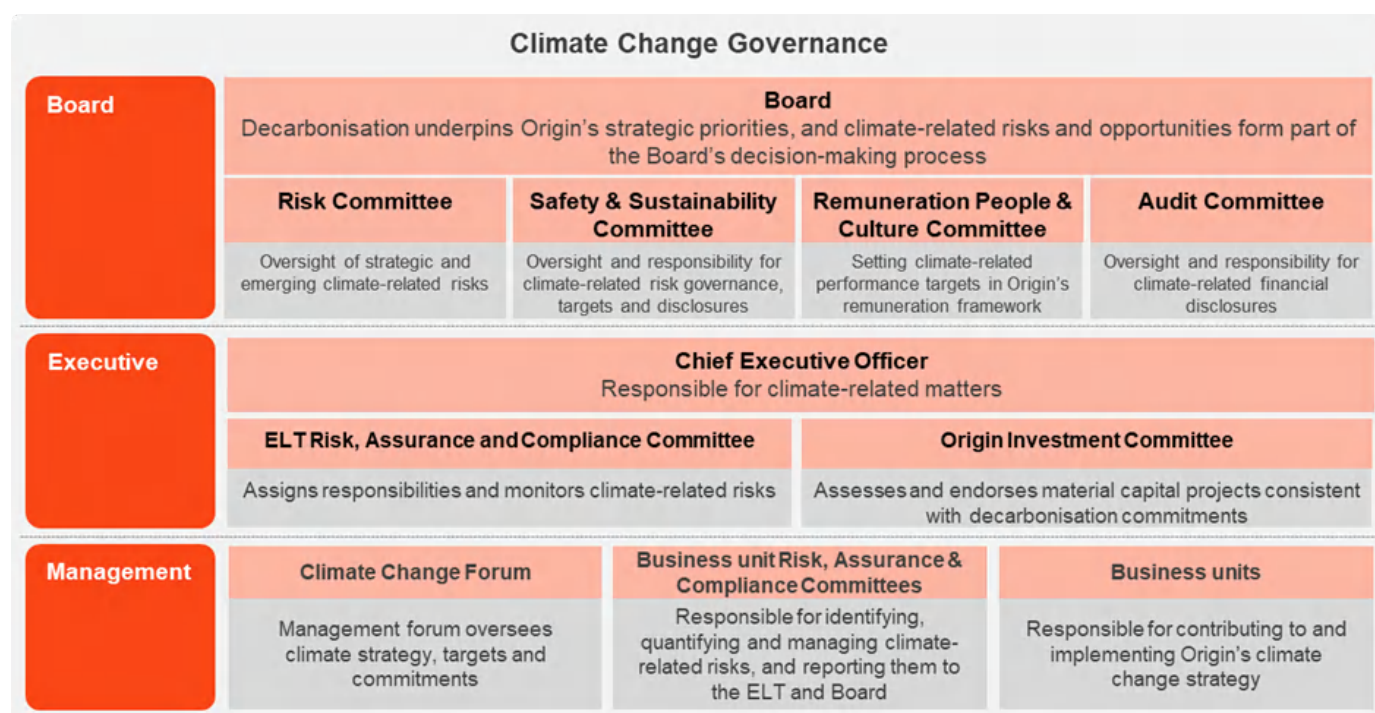 Climate Change Governance
Board
Board
Decarbonisation underpins Origin's strategic priorities, and climate-related risks and opportunities form part of
the Board's decision-making process
Risk Committee
Oversight of strategic and
emerging climate-related risks
Safety & Sustainability
Committee
Oversight and responsibility for
climate-related risk governance,
targets and disclosures
Remuneration People &
Culture Committee
Setting climate-related
performance targets in Origin's
remuneration framework
Audit Committee
Oversight and responsibility for
climate-related financial
disclosures
Executive
Chief Executive Officer
Responsible for climate-related matters
ELT Risk, Assurance and Compliance Committee
Assigns responsibilities and monitors climate-related risks
Origin Investment Committee
Assesses and endorses material capital projects consistent
with decarbonisation commitments
Management
Climate Change Forum
Management forum oversees
climate strategy, targets and
commitments
Business unit Risk, Assurance &
Compliance Committees
Responsible for identifying,
quantifying and managing climate-
related risks, and reporting them to
the ELT and Board
Business units
Responsible for contributing to and
implementing Origin's climate
change strategy